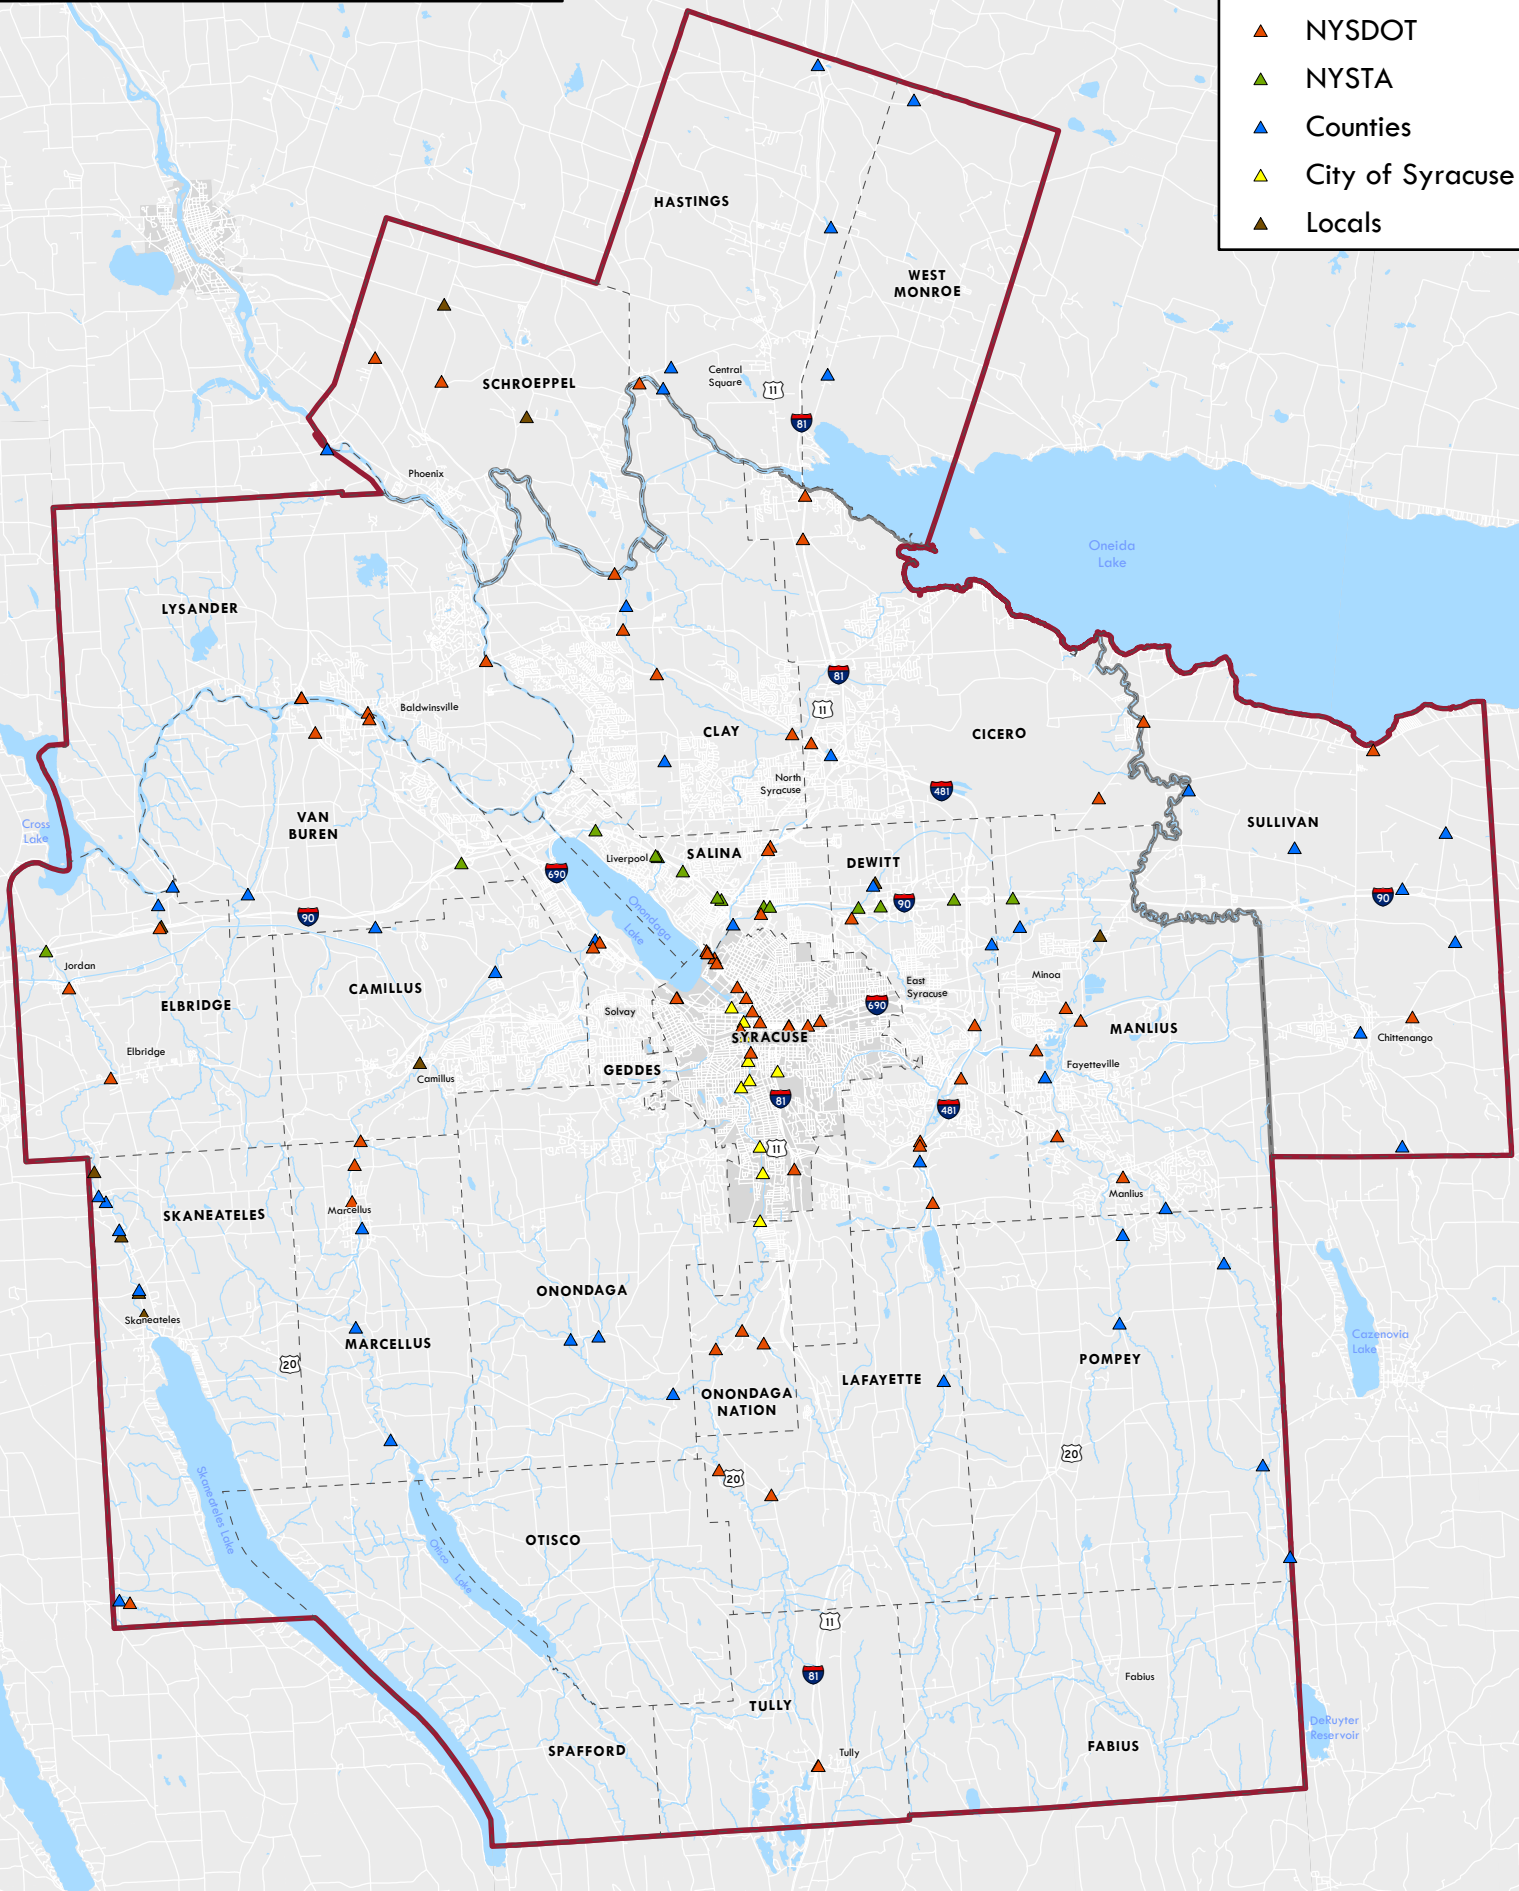 NYSDOT
NYSTA
Counties
City of Syracuse
Locals
HASTINGS
WEST
MONROE
SCHROEPPEL
Central
Square
11
81
Phoenix
Oneida
Lake
LYSANDER
81
11
Baldwinsville
CLAY
CICERO
North
Syracuse
481
VAN
BUREN
Cross
Lake
SULLIVAN
Liverpool
SALINA
DEWITT
690
90
90
90
Onondaga
Lake
Jordan
ELBRIDGE
CAMILLUS
East
Syracuse
Minoa
690
Solvay
SYRACUSE
MANLIUS
Chittenango
Elbridge
Camillus
GEDDES
Fayetteville
81
481
11
Manlius
SKANEATELES
Marcellus
ONONDAGA
Skaneateles
MARCELLUS
20
Cazenovia
Lake
POMPEY
LAFAYETTE
ONONDAGA
NATION
20
20
Skaneateles Lake
OTISCO
Otisco
Lake
11
81
Fabius
TULLY
DeRuyter
Reservoir
SPAFFORD
Tully
FABIUS